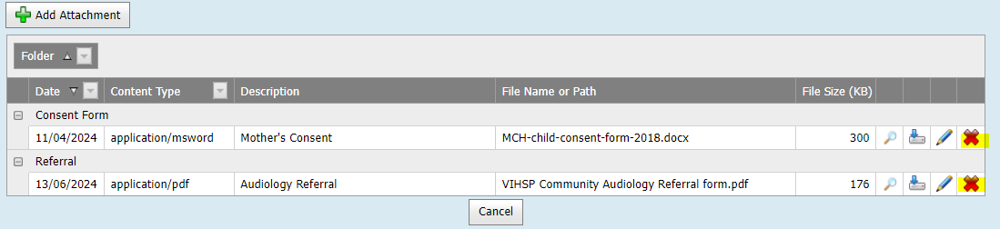 Add Attachment
Folder
Date Content Type Description File Name or Path File Size (KB)
Consent Form
11/04/2024 application/msword Mother's Consent MCH-child-consent-form-2018.docx 300
Referral
13/06/2024 application/pdf Audiology Referral VIHSP Community Audiology Referral form.pdf 176
Cancel